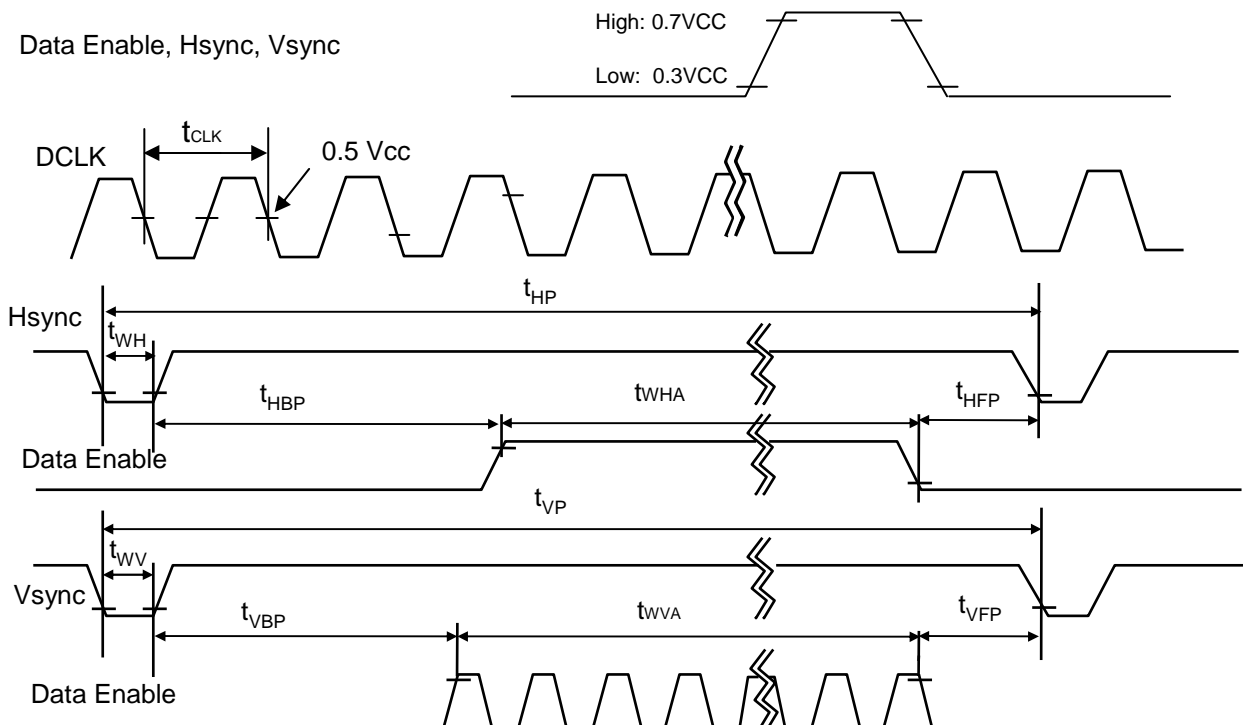 High: 0.7VCC
Data Enable, Hsync, Vsync
Low: 0.3VCC
tCLK
DCLK
0.5 Vcc
tHP
Hsync
tWH
tHBP
tWHA
tHFP
Data Enable
tVP
tWV
Vsync
tVBP
tWVA
tVFP
Data Enable